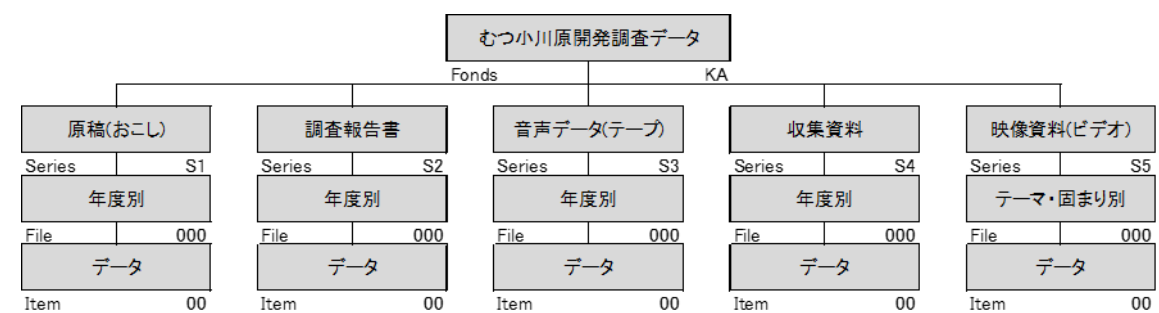 むつ小川原開発調査データ
Fonds KA
原稿(おこし) 調査報告書 音声データ(テープ) 収集資料 映像資料(ビデオ)
Series S1 Series S2 Series S3 Series S4 Series S5
年度別 年度別 年度別 年度別 テーマ・固まり別
File 000 File 000 File 000 File 000 File 000
データ データ データ データ データ
Item 00 Item 00 Item 00 Item 00 Item 00